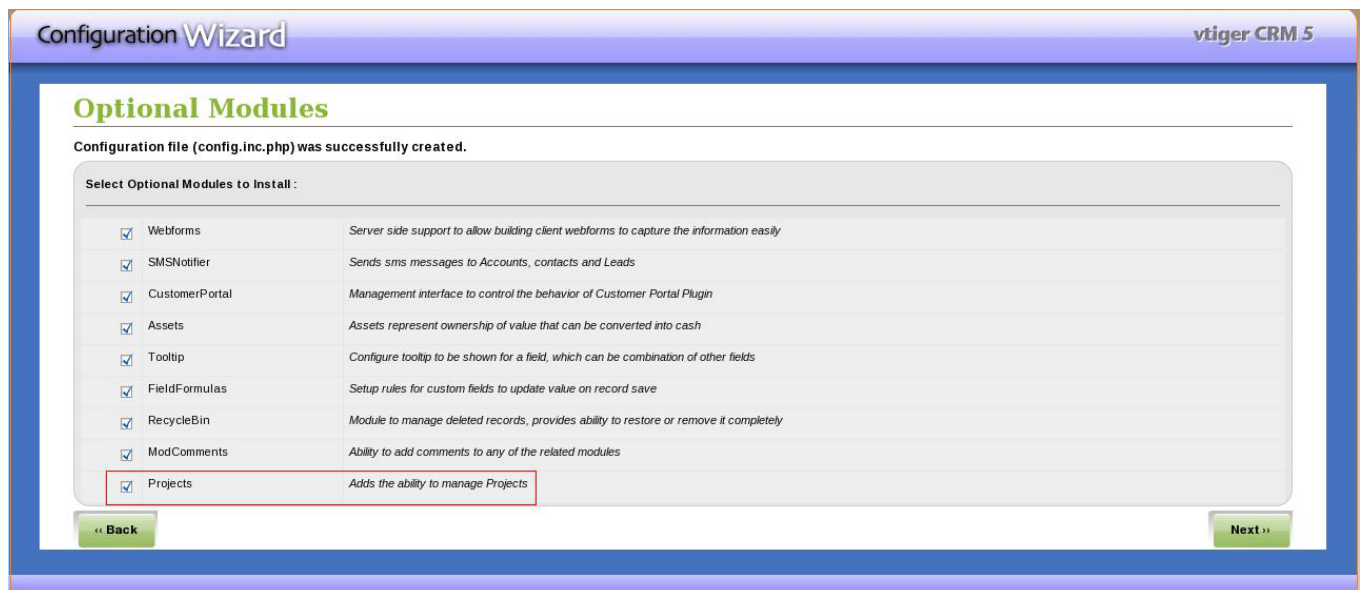 Configuration Wizard
vtiger CRM 5
Optional Modules
Configuration file (config.inc.php) was successfully created.
Select Optional Modules to Install :
Webforms Server side support to allow building client webforms to capture the information easily
SMSNotifier Sends sms messages to Accounts, contacts and Leads
CustomerPortal Management interface to control the behavior of Customer Portal Plugin
Assets Assets represent ownership of value that can be converted into cash
Tooltip Configure tooltip to be shown for a field, which can be combination of other fields
FieldFormulas Setup rules for custom fields to update value on record save
RecycleBin Module to manage deleted records, provides ability to restore or remove it completely
ModComments Ability to add comments to any of the related modules
Projects Adds the ability to manage Projects
‹‹ Back
Next ››